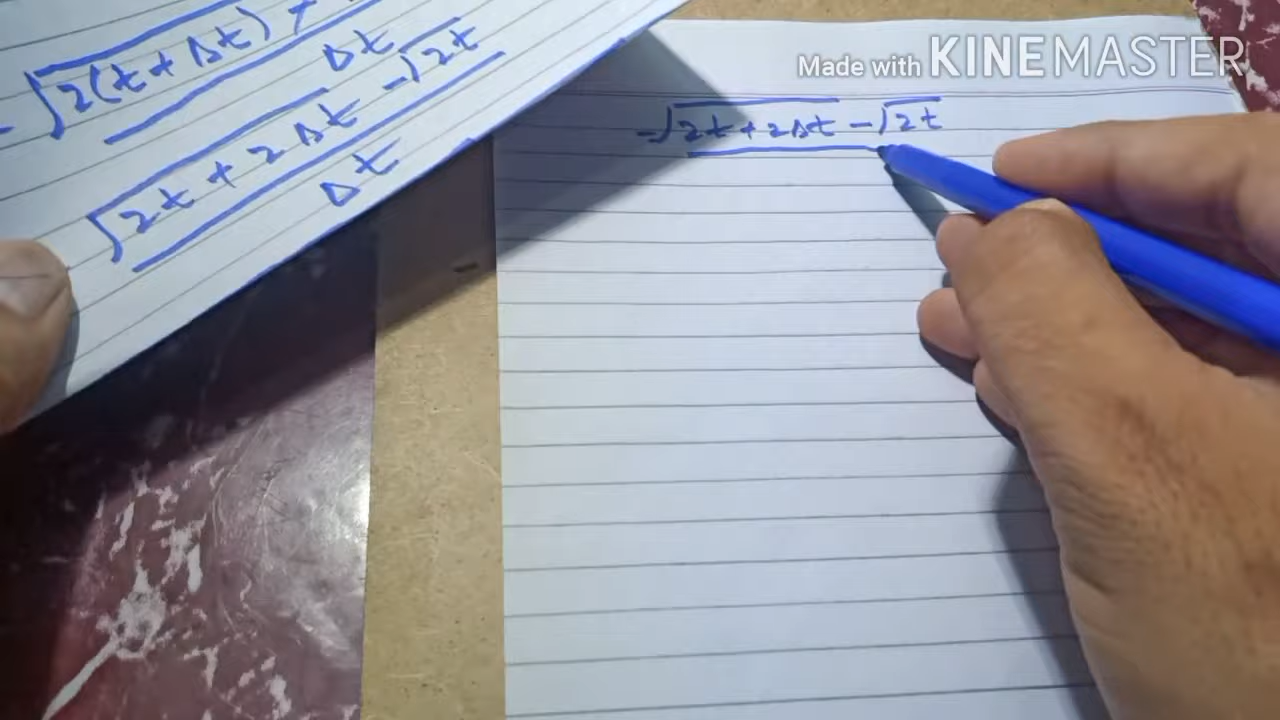 √2(t+Δt) -
Δt
√2t + 2Δt - √2t
Δt
Made with KINEMASTER
-√2t + 2Δt - √2t